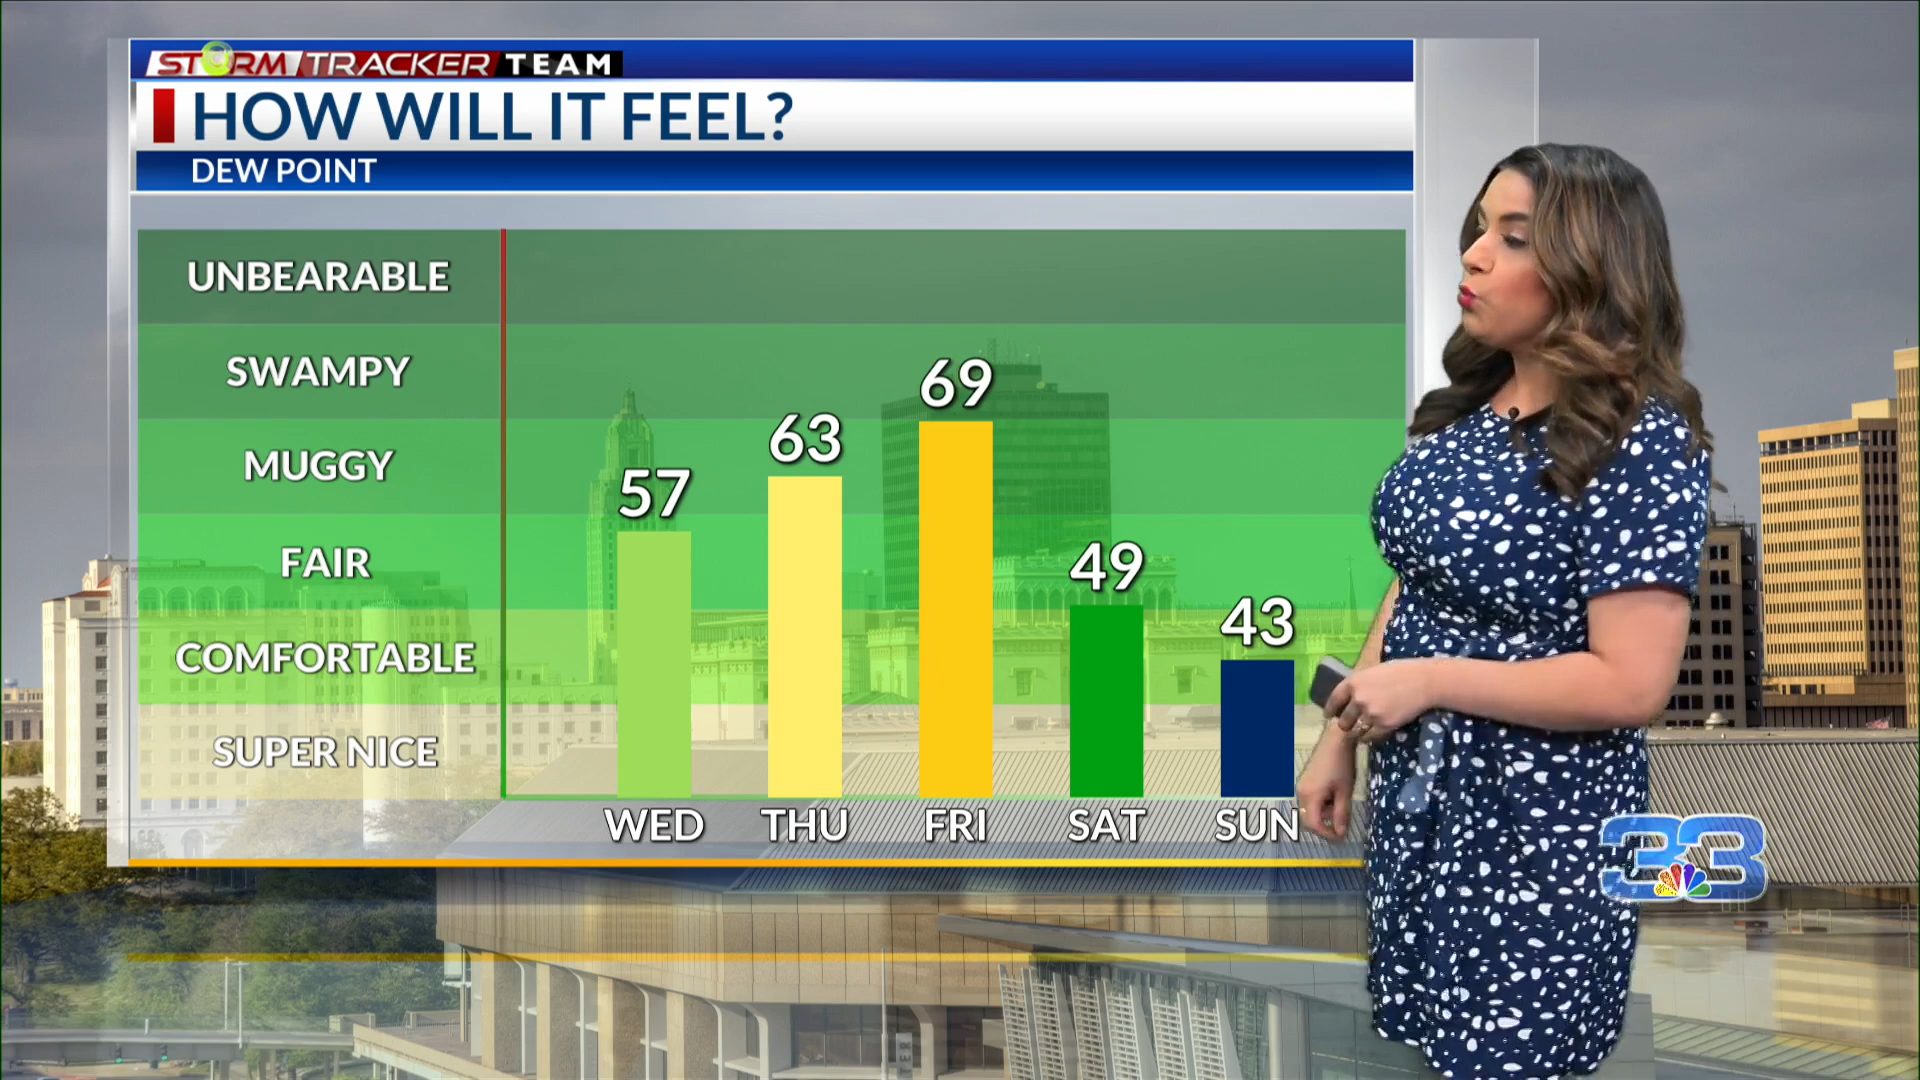 STORM TRACKER TEAM
HOW WILL IT FEEL?
DEW POINT
UNBEARABLE
SWAMPY
MUGGY
FAIR
COMFORTABLE
SUPER NICE
57
63
69
49
43
WED THU FRI SAT SUN
33